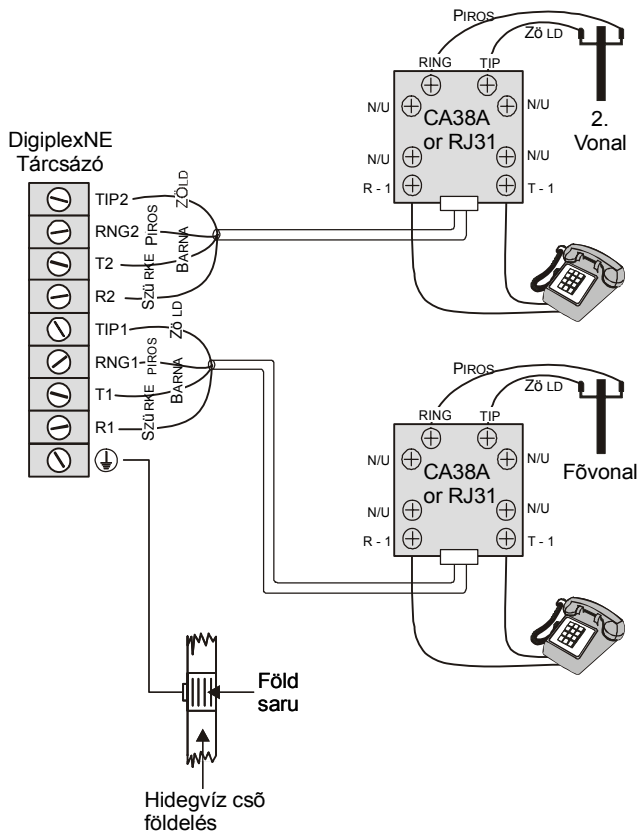 PIROS
ZöLD
RING TIP
N/U N/U
CA38A
or RJ31
N/U N/U
R - 1 T - 1
2.
Vonal
DigiplexNE
Tárcsázó
TIP2
RNG2
T2
R2
TIP1
RNG1
T1
R1
ZÖLD
PIROS
BARNA
SZÜRKE
ZöLD
PIROS
BARNA
SZÜRKE
PIROS
ZöLD
RING TIP
N/U N/U
CA38A
or RJ31
N/U N/U
R - 1 T - 1
Fõvonal
Föld
saru
Hidegvíz csõ
földelés